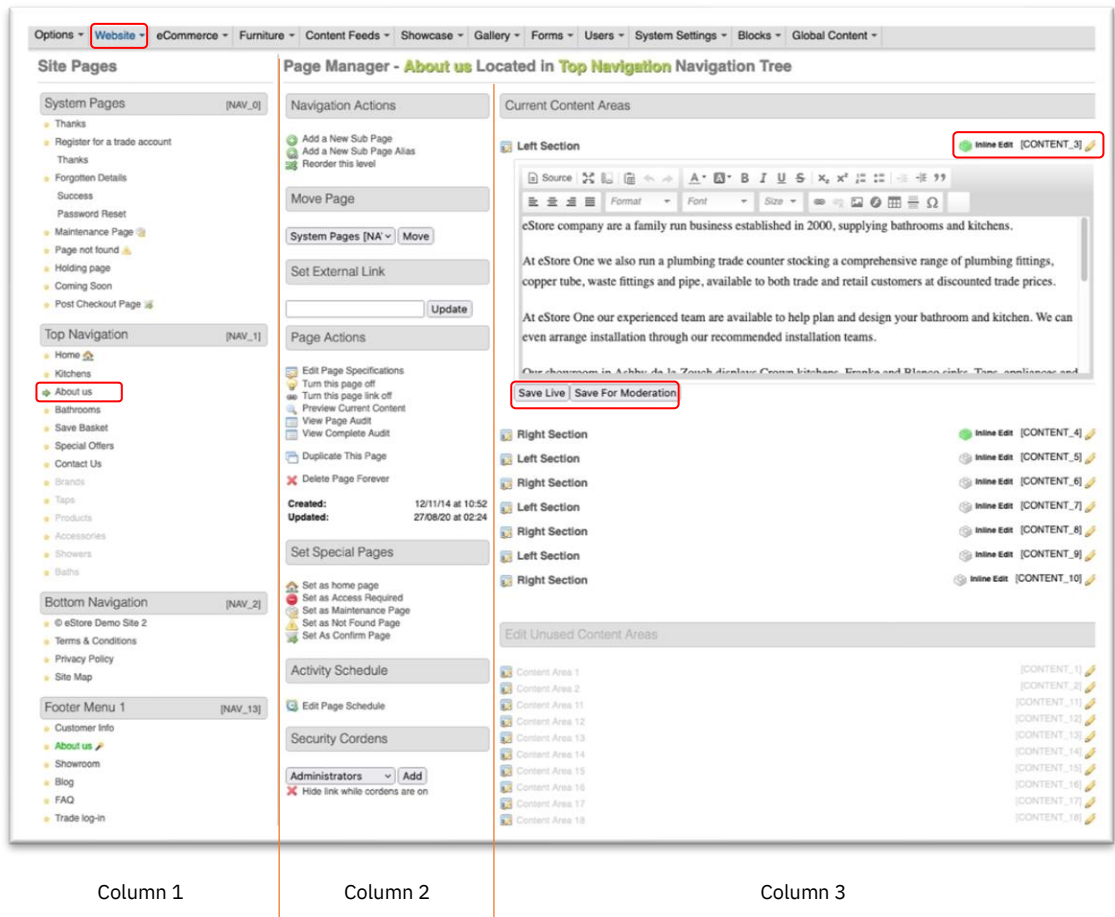 Options Website eCommerce Furniture Content Feeds Showcase Gallery Forms Users System Settings Blocks Global Content
Site Pages
System Pages [NAV_0]
Thanks
Register for a trade account
Thanks
Forgotten Details
Success
Password Reset
Maintenance Page
Page not found
Holding page
Coming Soon
Post Checkout Page
Top Navigation [NAV_1]
Home
Kitchens
About us
Bathrooms
Save Basket
Special Offers
Contact Us
Brands
Taps
Products
Accessories
Showers
Baths
Bottom Navigation [NAV_2]
© eStore Demo Site 2
Terms & Conditions
Privacy Policy
Site Map
Footer Menu 1 [NAV_13]
Customer Info
About us
Showroom
Blog
FAQ
Trade log-in
Page Manager - About us Located in Top Navigation Navigation Tree
Navigation Actions
Add a New Sub Page
Add a New Sub Page Alias
Reorder this level
Move Page
System Pages [NA Move
Set External Link
Update
Page Actions
Edit Page Specifications
Turn this page off
Turn this page link off
Preview Current Content
View Page Audit
View Complete Audit
Duplicate This Page
Delete Page Forever
Created: 12/11/14 at 10:52
Updated: 27/08/20 at 02:24
Set Special Pages
Set as home page
Set as Access Required
Set as Maintenance Page
Set as Not Found Page
Set As Confirm Page
Activity Schedule
Edit Page Schedule
Security Cordens
Administrators Add
Hide link while cordens are on
Current Content Areas
Left Section Inline Edit [CONTENT_3]
Source A A B I U S x₂ x² ”
Format Font Size Ω
eStore company are a family run business established in 2000, supplying bathrooms and kitchens.
At eStore One we also run a plumbing trade counter stocking a comprehensive range of plumbing fittings,
copper tube, waste fittings and pipe, available to both trade and retail customers at discounted trade prices.
At eStore One our experienced team are available to help plan and design your bathroom and kitchen. We can
even arrange installation through our recommended installation teams.
Our showroom in Ashby de la Zouch displays Crown kitchens, Franke and Blanco sinks, Taps, appliances and
Save Live Save For Moderation
Right Section Inline Edit [CONTENT_4]
Left Section Inline Edit [CONTENT_5]
Right Section Inline Edit [CONTENT_6]
Left Section Inline Edit [CONTENT_7]
Right Section Inline Edit [CONTENT_8]
Left Section Inline Edit [CONTENT_9]
Right Section Inline Edit [CONTENT_10]
Edit Unused Content Areas
Content Area 1 [CONTENT_1]
Content Area 2 [CONTENT_2]
Content Area 11 [CONTENT_11]
Content Area 12 [CONTENT_12]
Content Area 13 [CONTENT_13]
Content Area 14 [CONTENT_14]
Content Area 15 [CONTENT_15]
Content Area 16 [CONTENT_16]
Content Area 17 [CONTENT_17]
Content Area 18 [CONTENT_18]
Column 1 Column 2 Column 3